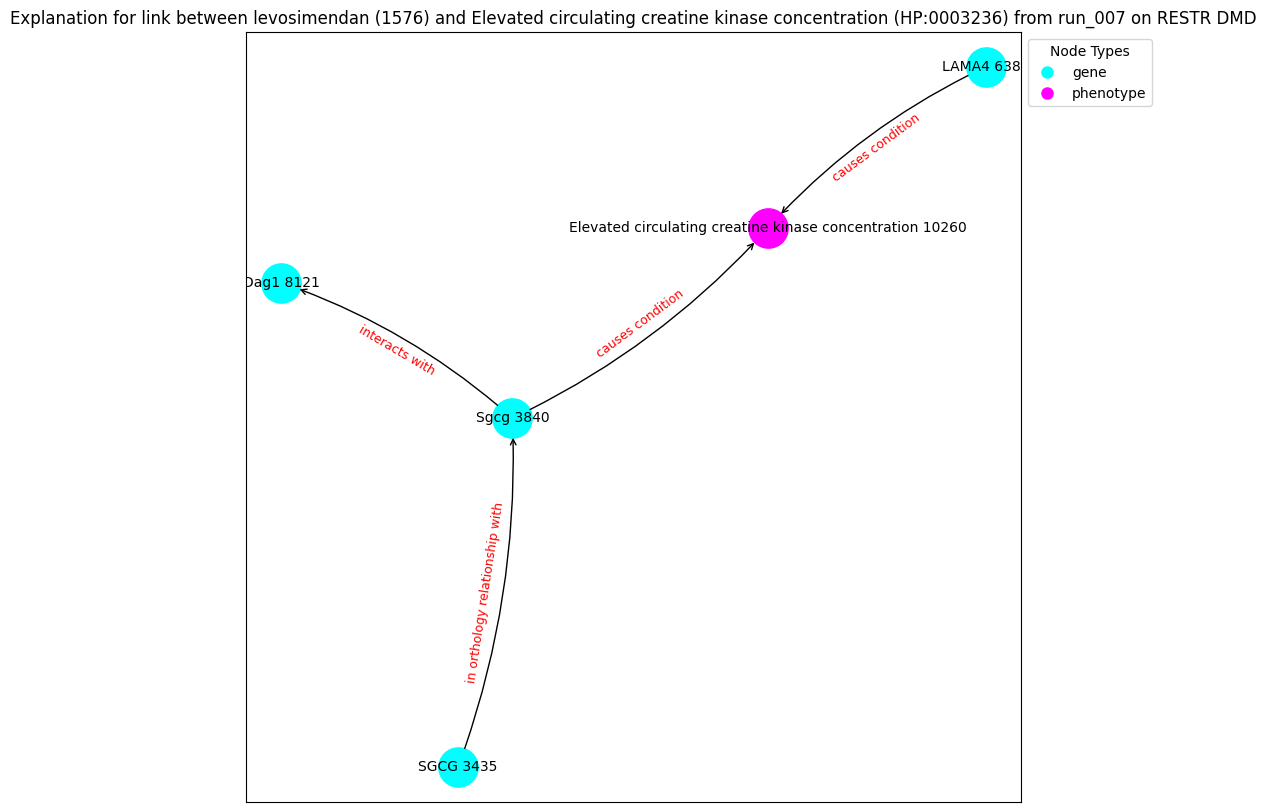 Explanation for link between levosimendan (1576) and Elevated circulating creatine kinase concentration (HP:0003236) from run_007 on RESTR DMD
Node Types
gene
phenotype
LAMA4 638
causes condition
Elevated circulating creatine kinase concentration 10260
Dag1 8121
causes condition
interacts with
Sgcg 3840
in orthology relationship with
SGCG 3435